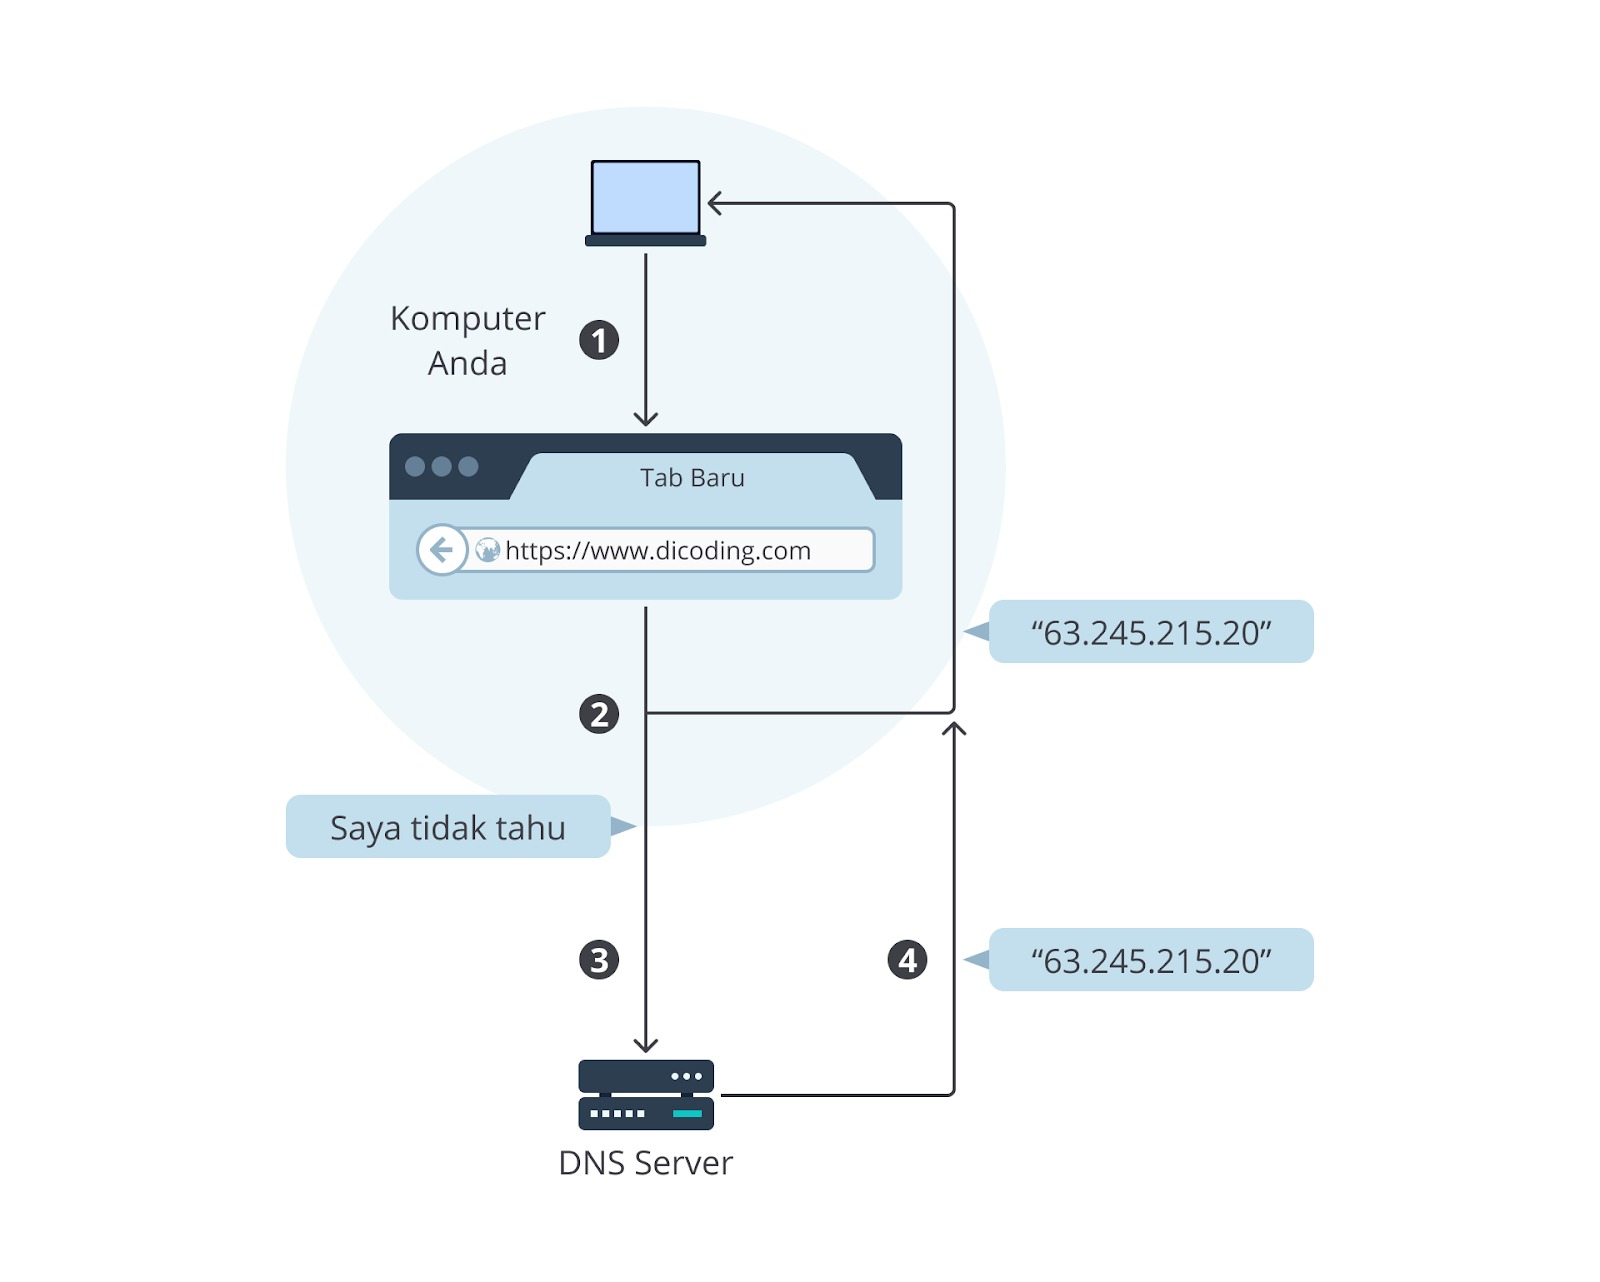 Komputer
Anda
1
Tab Baru
https://www.dicoding.com
“63.245.215.20”
2
Saya tidak tahu
3
4
“63.245.215.20”
DNS Server